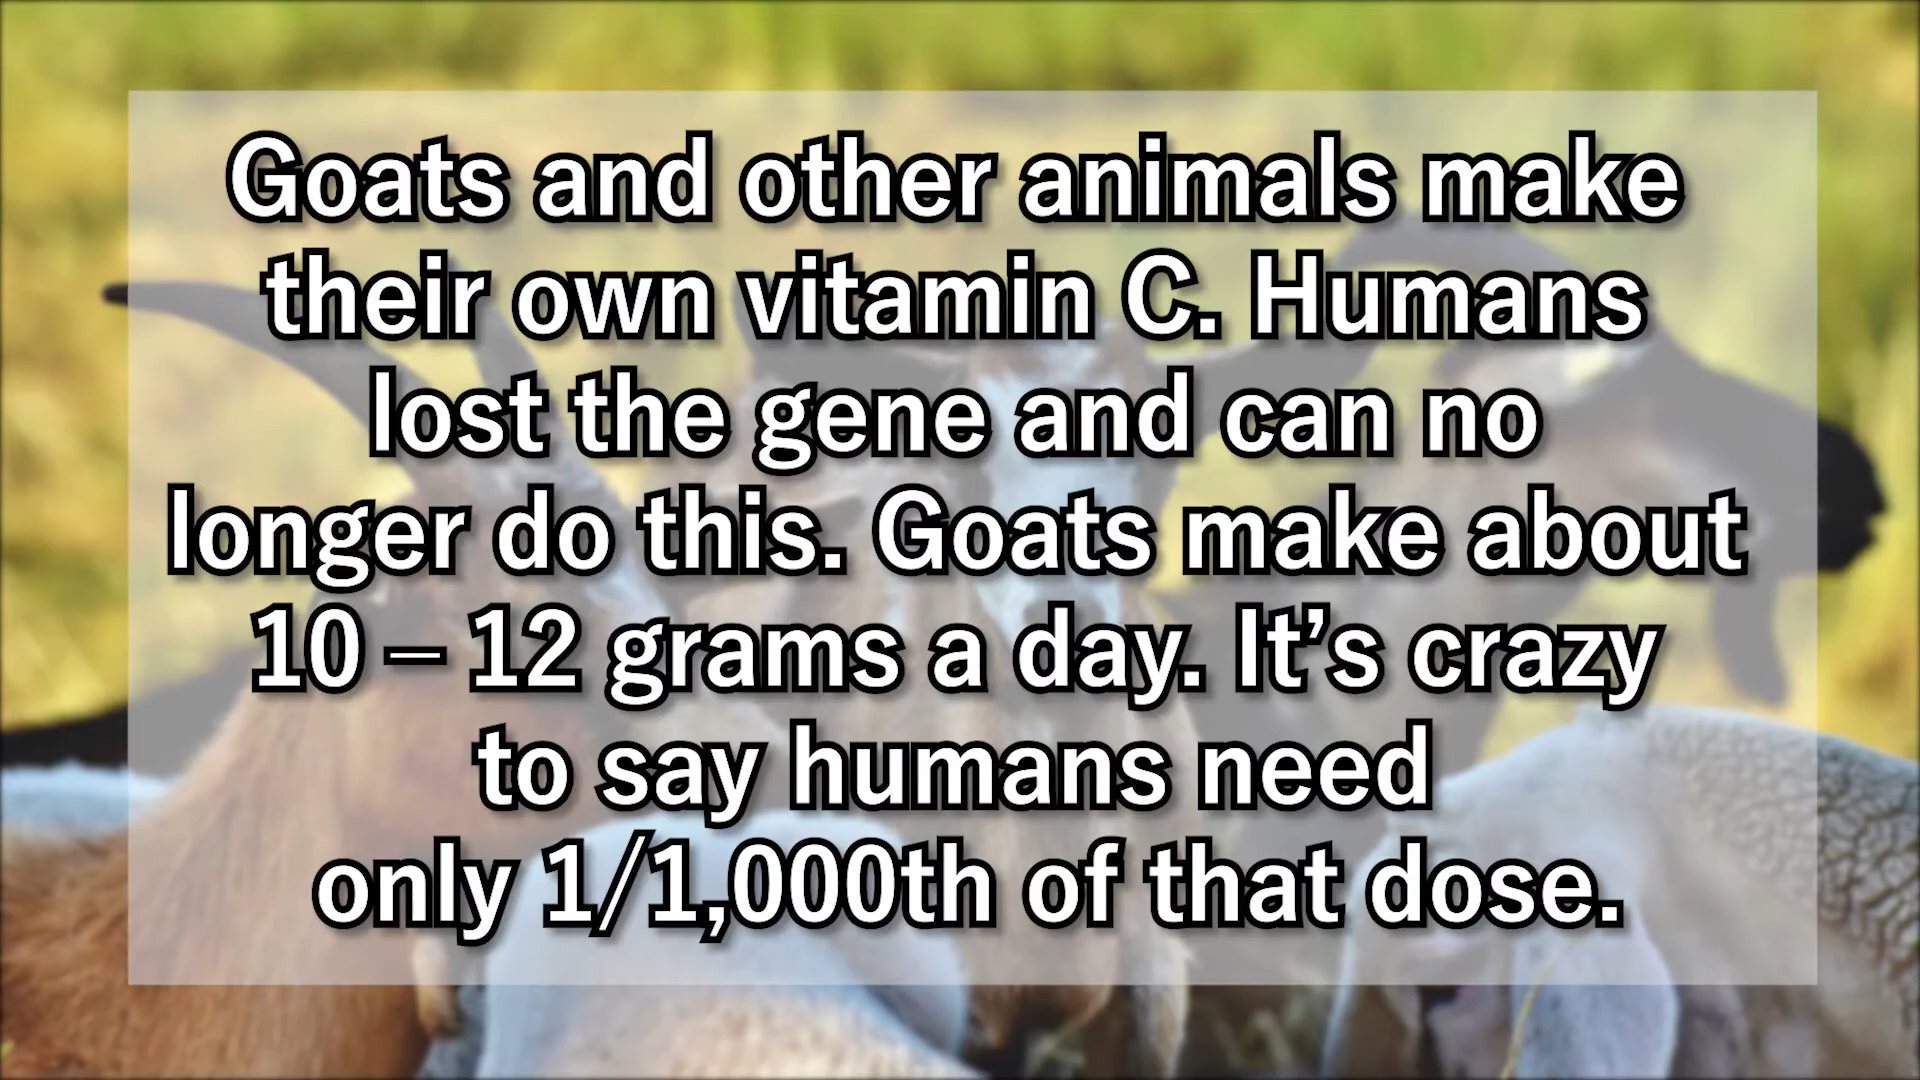 Goats and other animals make
their own vitamin C. Humans
lost the gene and can no
longer do this. Goats make about
10 – 12 grams a day. It’s crazy
to say humans need
only 1/1,000th of that dose.